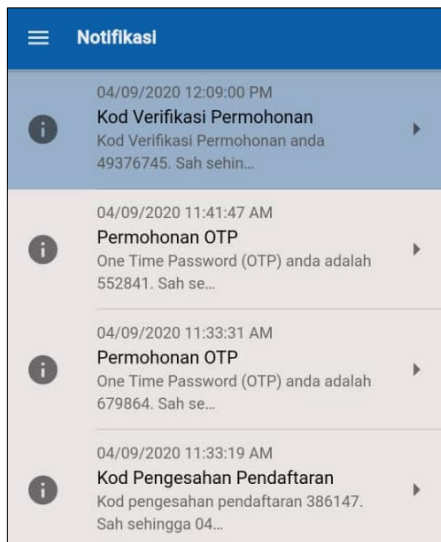 Notifikasi
04/09/2020 12:09:00 PM
Kod Verifikasi Permohonan
Kod Verifikasi Permohonan anda
49376745. Sah sehin...
04/09/2020 11:41:47 AM
Permohonan OTP
One Time Password (OTP) anda adalah
552841. Sah se...
04/09/2020 11:33:31 AM
Permohonan OTP
One Time Password (OTP) anda adalah
679864. Sah se...
04/09/2020 11:33:19 AM
Kod Pengesahan Pendaftaran
Kod pengesahan pendaftaran 386147.
Sah sehingga 04...